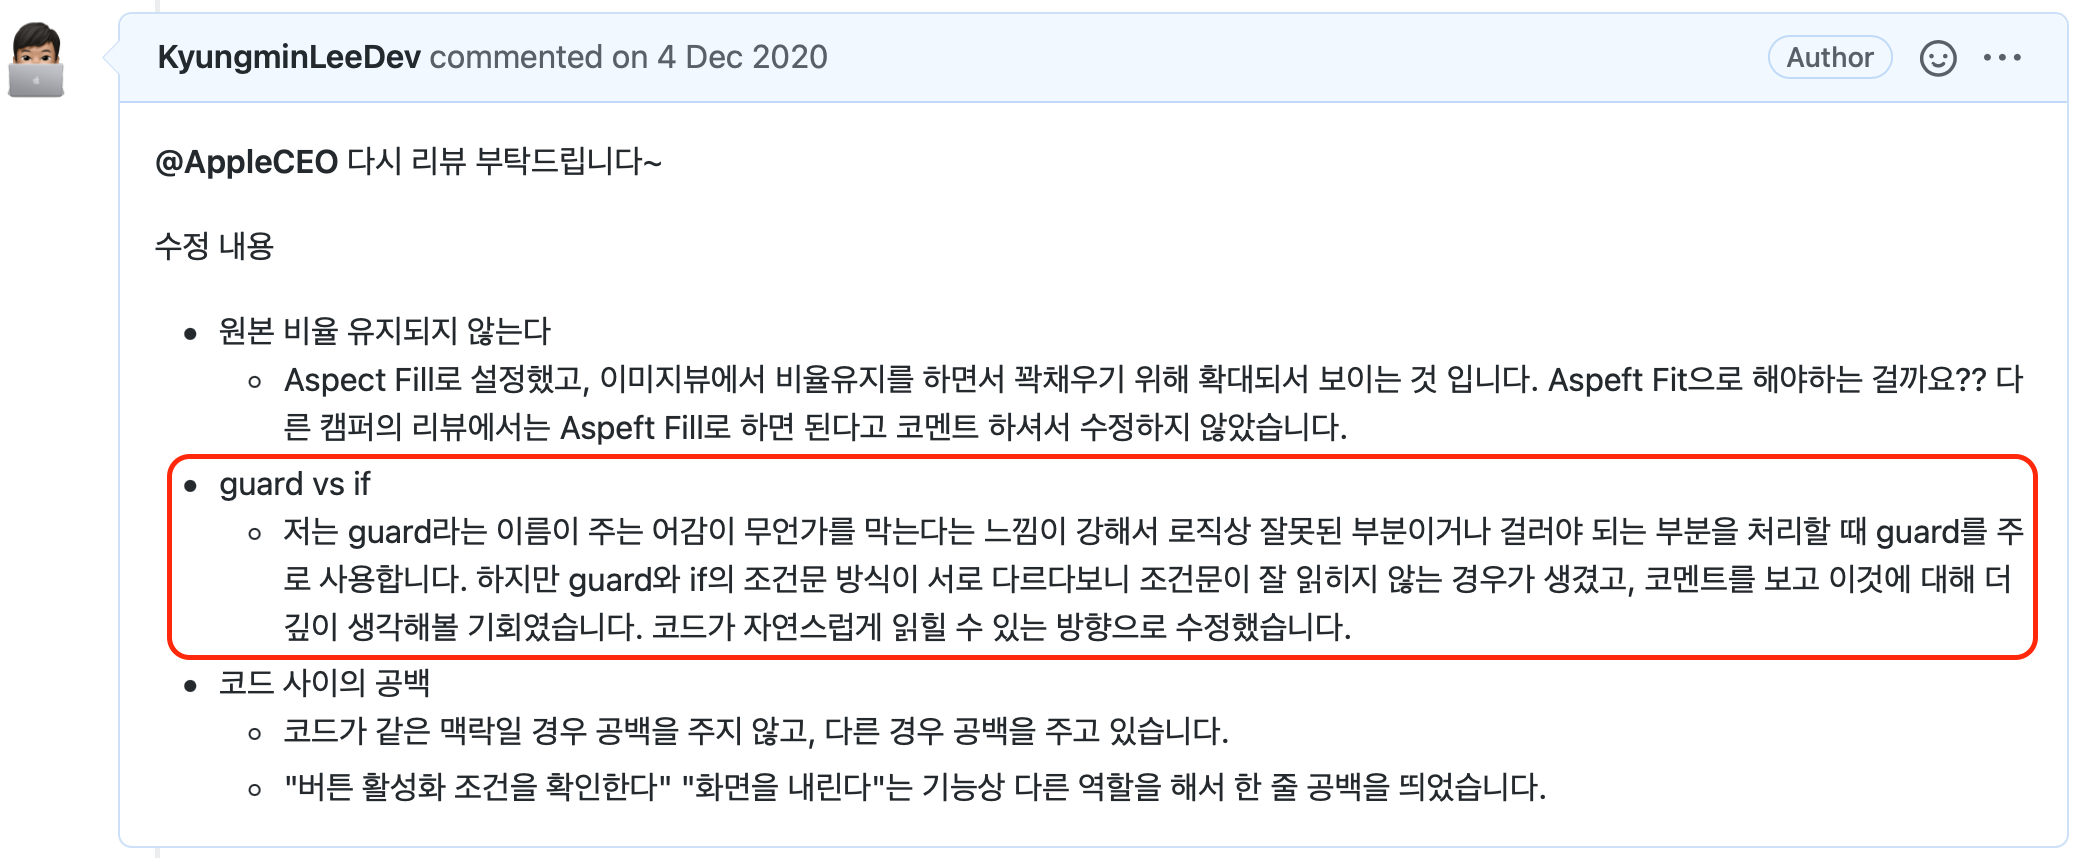 KyungminLeeDev commented on 4 Dec 2020
Author
@AppleCEO 다시 리뷰 부탁드립니다~
수정 내용
원본 비율 유지되지 않는다
Aspect Fill로 설정했고, 이미지뷰에서 비율유지를 하면서 꽉채우기 위해 확대되서 보이는 것 입니다. Aspeft Fit으로 해야하는 걸까요?? 다
른 캠퍼의 리뷰에서는 Aspeft Fill로 하면 된다고 코멘트 하셔서 수정하지 않았습니다.
guard vs if
저는 guard라는 이름이 주는 어감이 무언가를 막는다는 느낌이 강해서 로직상 잘못된 부분이거나 걸러야 되는 부분을 처리할 때 guard를 주
로 사용합니다. 하지만 guard와 if의 조건문 방식이 서로 다르다보니 조건문이 잘 읽히지 않는 경우가 생겼고, 코멘트를 보고 이것에 대해 더
깊이 생각해볼 기회였습니다. 코드가 자연스럽게 읽힐 수 있는 방향으로 수정했습니다.
코드 사이의 공백
코드가 같은 맥락일 경우 공백을 주지 않고, 다른 경우 공백을 주고 있습니다.
"버튼 활성화 조건을 확인한다" "화면을 내린다"는 기능상 다른 역할을 해서 한 줄 공백을 띄었습니다.